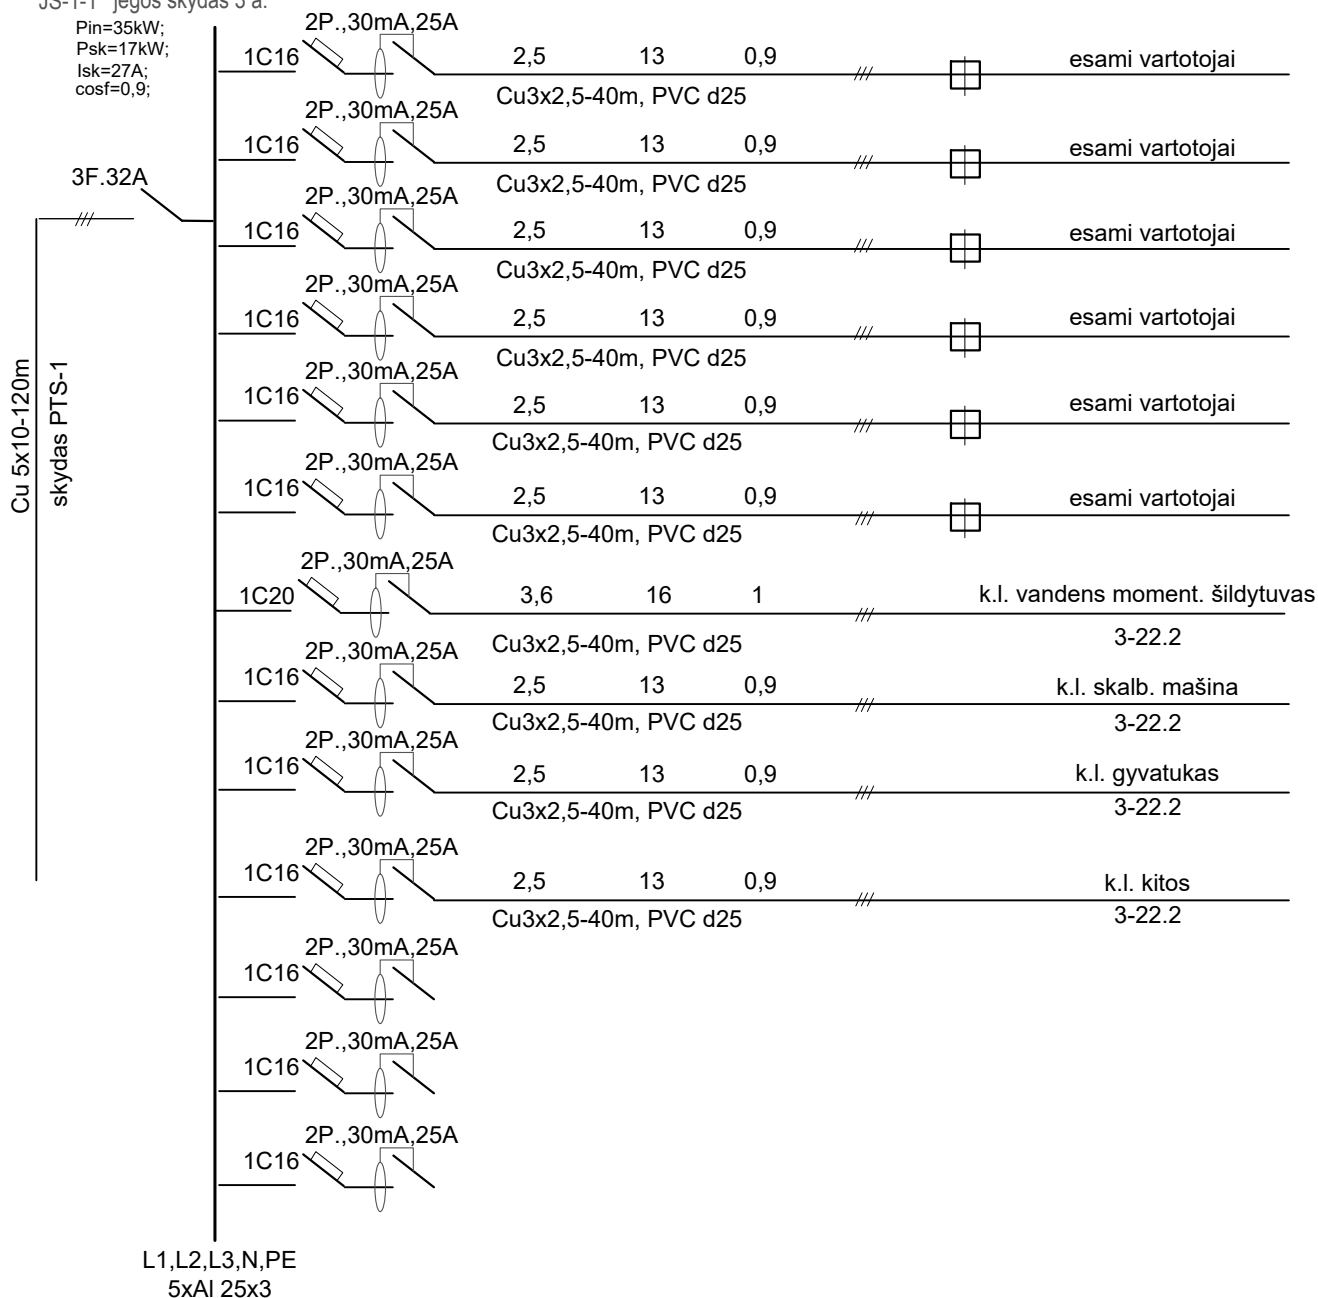 JS-1-1 jėgos skydas 3 a.
Pin=35kW;
Psk=17kW;
Isk=27A;
cosf=0,9;
3F.32A
Cu 5x10-120m
skydas PTS-1
1C16 2P.,30mA,25A 2,5 13 0,9 esami vartotojai
Cu3x2,5-40m, PVC d25
1C16 2P.,30mA,25A 2,5 13 0,9 esami vartotojai
Cu3x2,5-40m, PVC d25
1C16 2P.,30mA,25A 2,5 13 0,9 esami vartotojai
Cu3x2,5-40m, PVC d25
1C16 2P.,30mA,25A 2,5 13 0,9 esami vartotojai
Cu3x2,5-40m, PVC d25
1C16 2P.,30mA,25A 2,5 13 0,9 esami vartotojai
Cu3x2,5-40m, PVC d25
1C16 2P.,30mA,25A 2,5 13 0,9 esami vartotojai
Cu3x2,5-40m, PVC d25
1C20 2P.,30mA,25A 3,6 16 1 k.l. vandens moment. šildytuvas
Cu3x2,5-40m, PVC d25 3-22.2
1C16 2P.,30mA,25A 2,5 13 0,9 k.l. skalb. mašina
Cu3x2,5-40m, PVC d25 3-22.2
1C16 2P.,30mA,25A 2,5 13 0,9 k.l. gyvatukas
Cu3x2,5-40m, PVC d25 3-22.2
1C16 2P.,30mA,25A 2,5 13 0,9 k.l. kitos
Cu3x2,5-40m, PVC d25 3-22.2
1C16 2P.,30mA,25A
1C16 2P.,30mA,25A
1C16 2P.,30mA,25A
L1,L2,L3,N,PE
5xAl 25x3